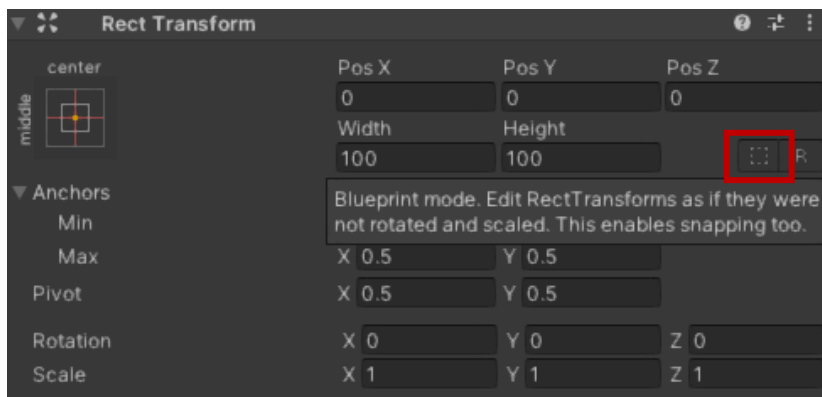 Rect Transform
center
middle
Pos X Pos Y Pos Z
0 0 0
Width Height
100 100 R
Anchors
Blueprint mode. Edit RectTransforms as if they were
not rotated and scaled. This enables snapping too.
Min
Max X 0.5 Y 0.5
Pivot X 0.5 Y 0.5
Rotation X 0 Y 0 Z 0
Scale X 1 Y 1 Z 1